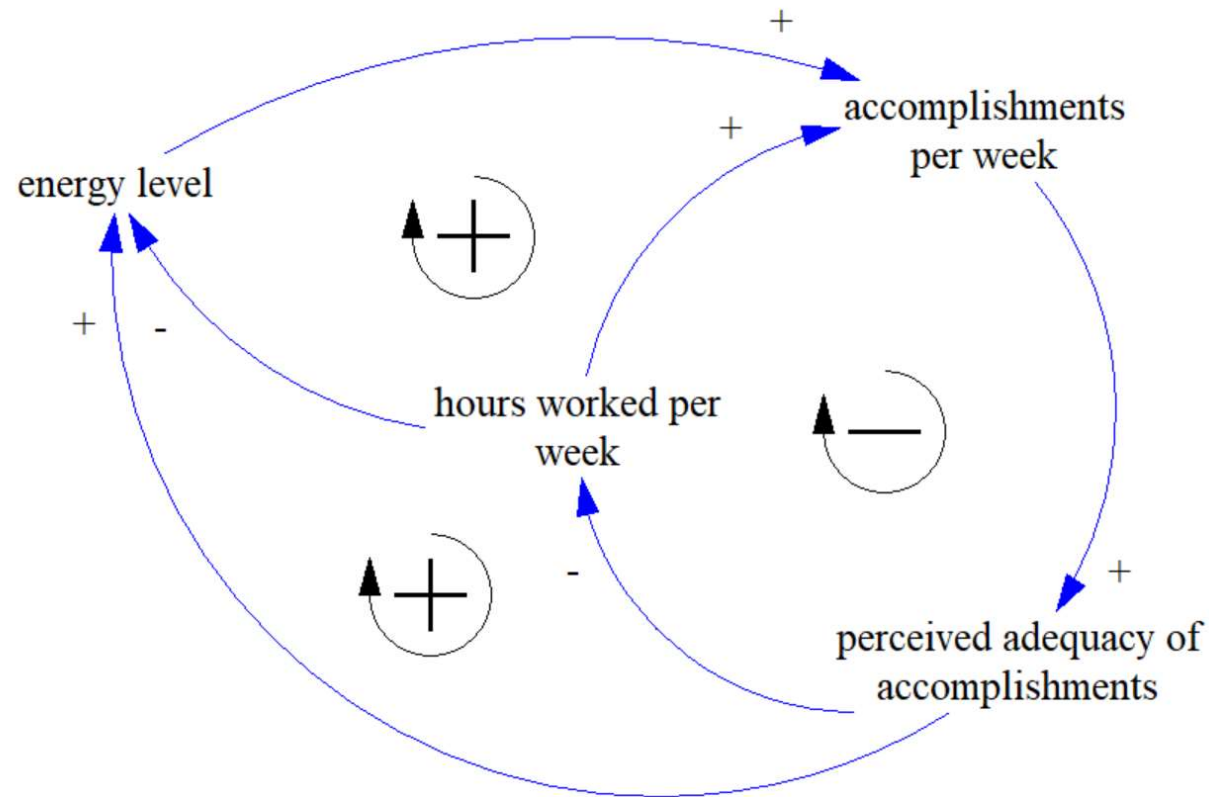 +
accomplishments
per week
+
energy level
+
+
-
hours worked per
week
-
+
-
+
perceived adequacy of
accomplishments